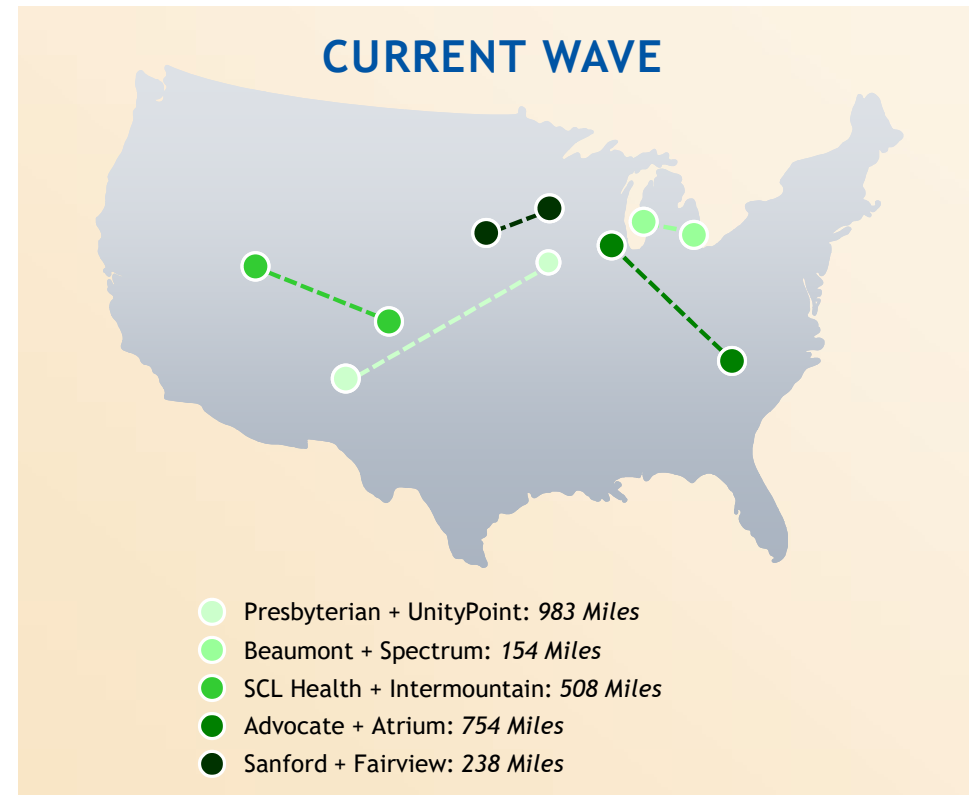 CURRENT WAVE
Presbyterian + UnityPoint: 983 Miles
Beaumont + Spectrum: 154 Miles
SCL Health + Intermountain: 508 Miles
Advocate + Atrium: 754 Miles
Sanford + Fairview: 238 Miles